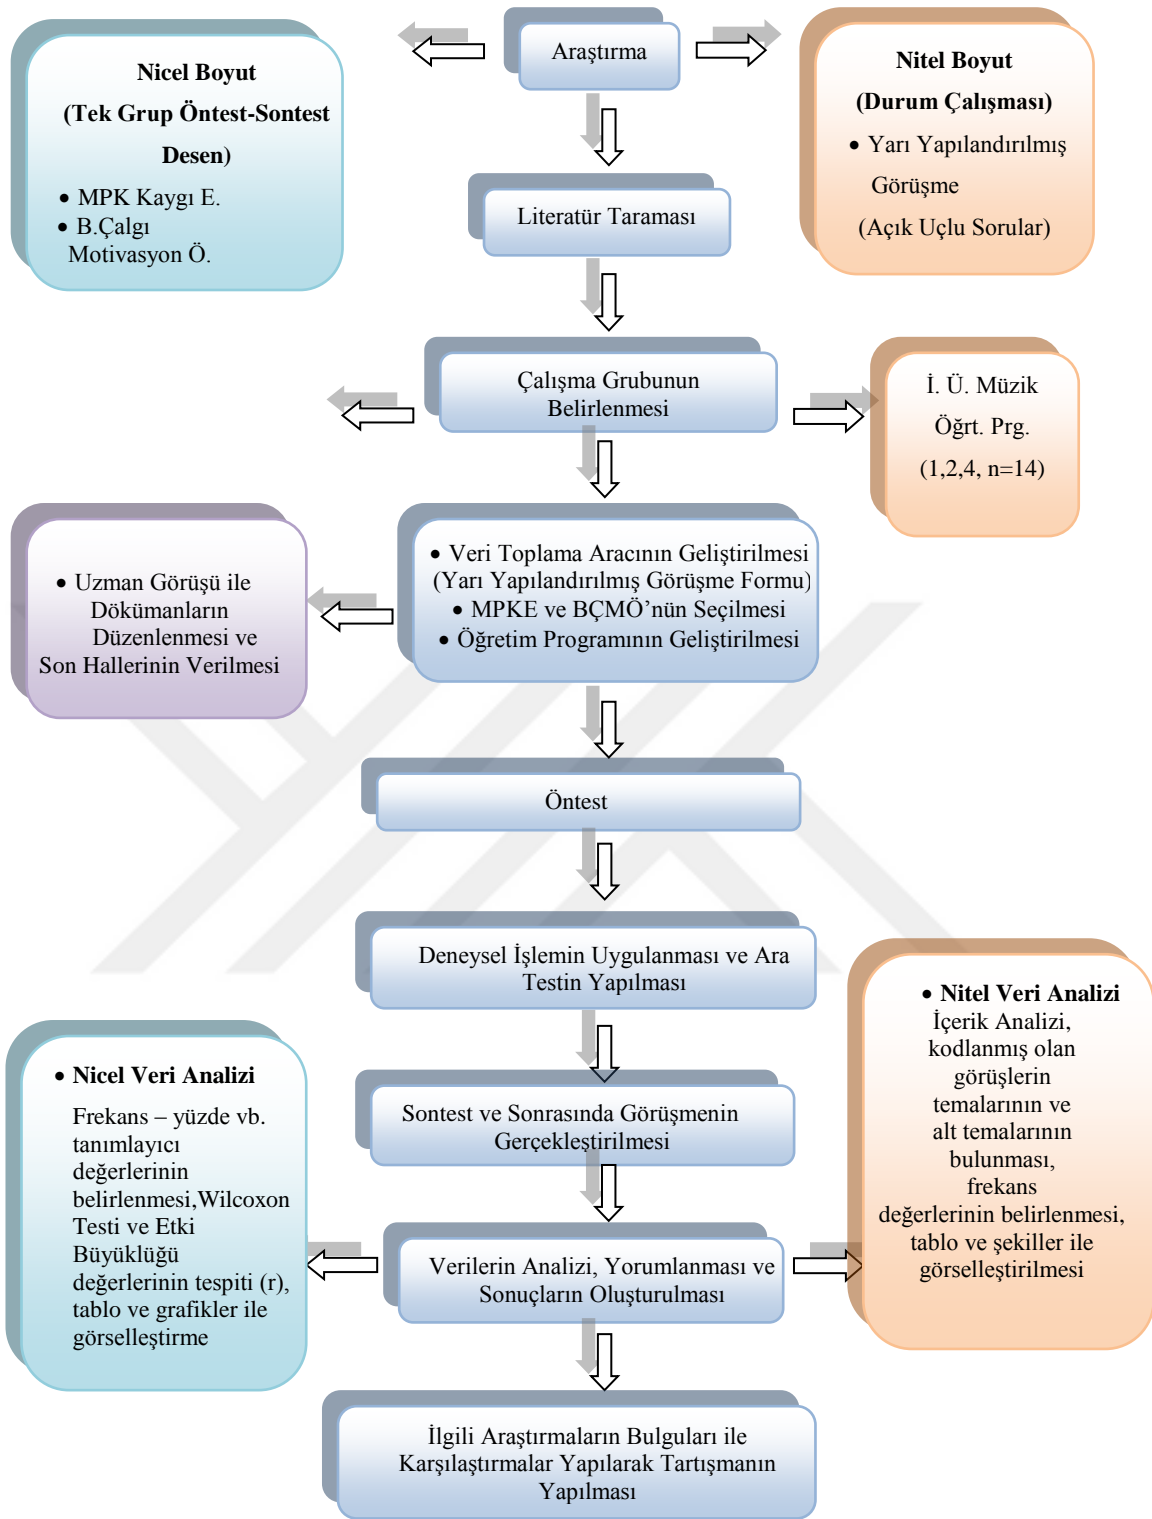 Araştırma
Nicel Boyut
(Tek Grup Öntest-Sontest
Desen)
• MPK Kaygı E.
• B.Çalgı
Motivasyon Ö.
Nitel Boyut
(Durum Çalışması)
• Yarı Yapılandırılmış
Görüşme
(Açık Uçlu Sorular)
Literatür Taraması
Çalışma Grubunun
Belirlenmesi
İ. Ü. Müzik
Öğrt. Prg.
(1,2,4, n=14)
• Veri Toplama Aracının Geliştirilmesi
(Yarı Yapılandırılmış Görüşme Formu)
• MPKE ve BÇMÖ’nün Seçilmesi
• Öğretim Programının Geliştirilmesi
• Uzman Görüşü ile
Dökümanların
Düzenlenmesi ve
Son Hallerinin Verilmesi
Öntest
Deneysel İşlemin Uygulanması ve Ara
Testin Yapılması
Sontest ve Sonrasında Görüşmenin
Gerçekleştirilmesi
Verilerin Analizi, Yorumlanması ve
Sonuçların Oluşturulması
• Nicel Veri Analizi
Frekans – yüzde vb.
tanımlayıcı
değerlerinin
belirlenmesi,Wilcoxon
Testi ve Etki
Büyüklüğü
değerlerinin tespiti (r),
tablo ve grafikler ile
görselleştirme
• Nitel Veri Analizi
İçerik Analizi,
kodlanmış olan
görüşlerin
temalarının ve
alt temalarının
bulunması,
frekans
değerlerinin belirlenmesi,
tablo ve şekiller ile
görselleştirilmesi
İlgili Araştırmaların Bulguları ile
Karşılaştırmalar Yapılarak Tartışmanın
Yapılması